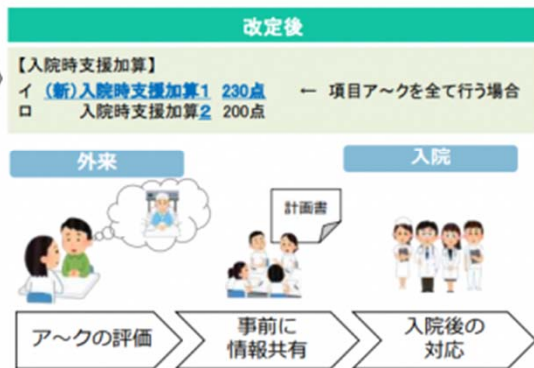 改定後
【入院時支援加算】
イ (新)入院時支援加算1 230点 ← 項目ア～クを全て行う場合
ロ 入院時支援加算2 200点
外来
入院
計画書
ア～クの評価
事前に
情報共有
入院後の
対応